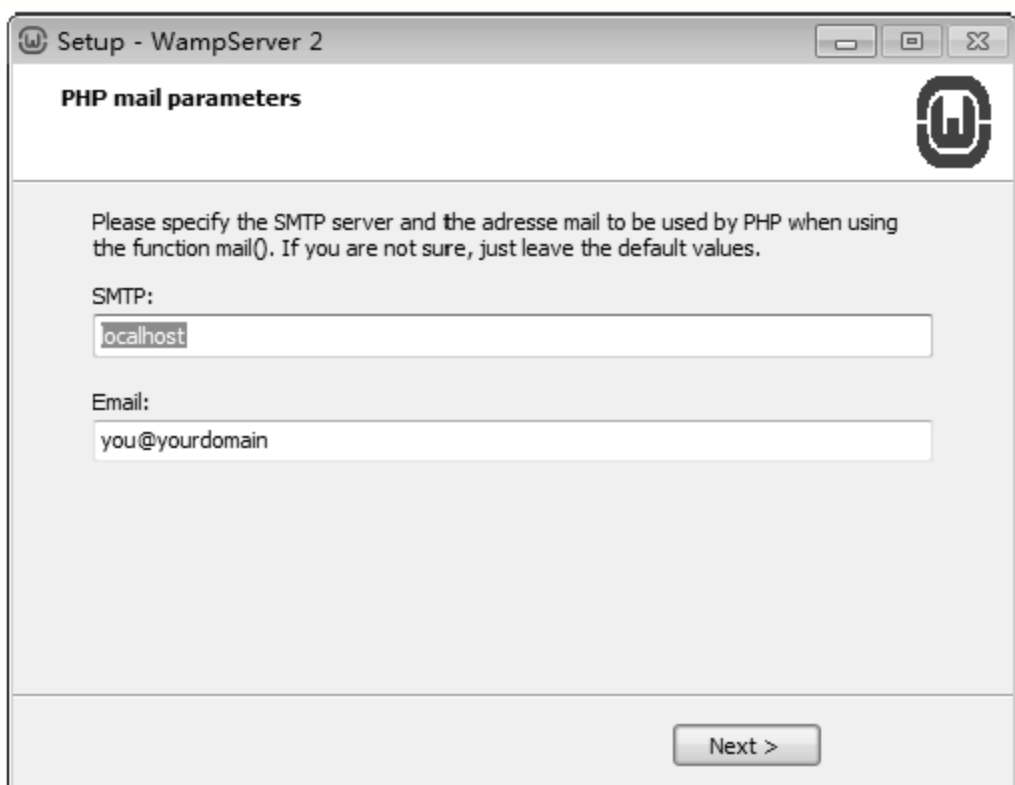 Setup - WampServer 2
PHP mail parameters
Please specify the SMTP server and the adresse mail to be used by PHP when using
the function mail(). If you are not sure, just leave the default values.
SMTP:
localhost
Email:
you@yourdomain
Next >